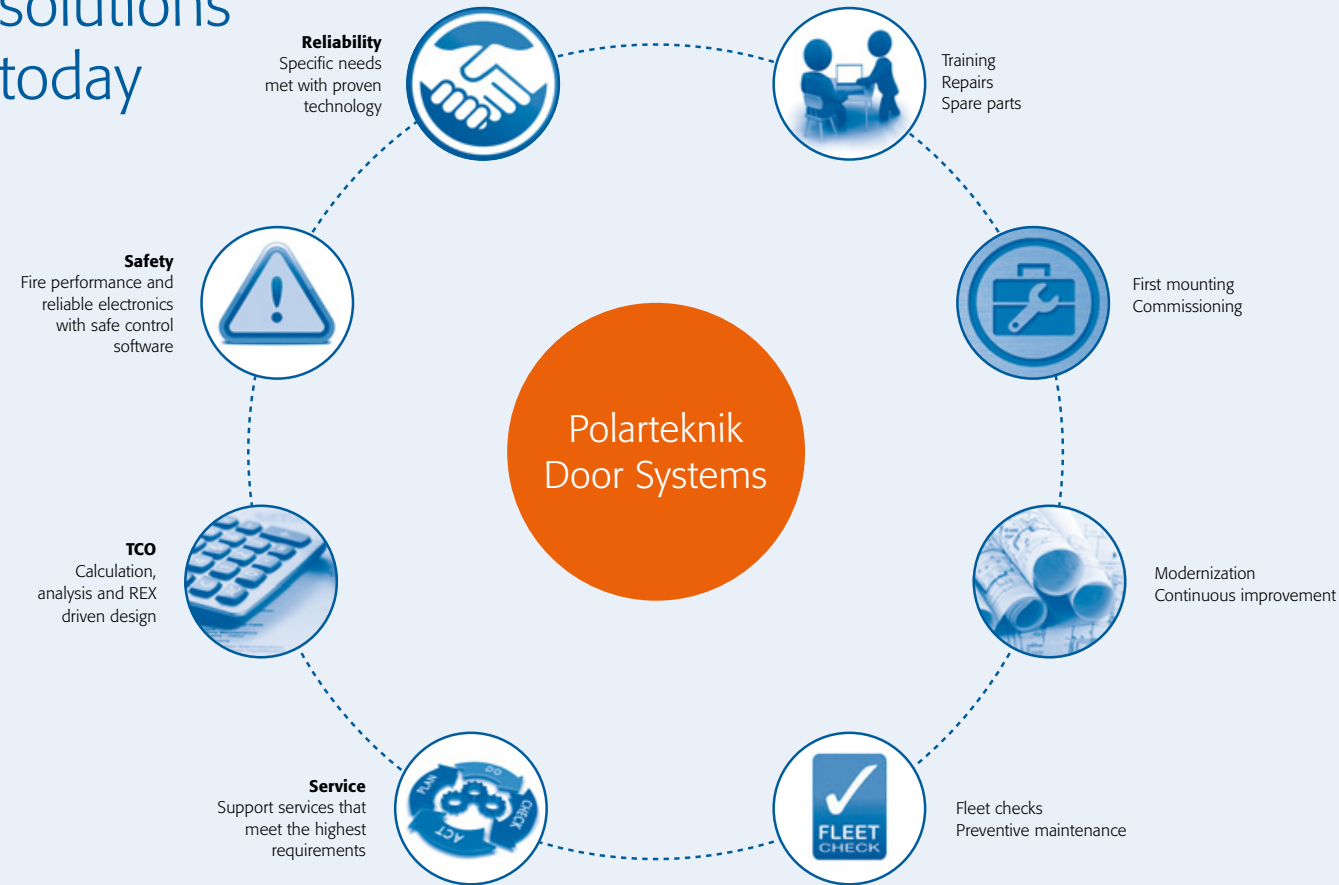 solutions
today
Reliability
Specific needs
met with proven
technology
Training
Repairs
Spare parts
Safety
Fire performance and
reliable electronics
with safe control
software
First mounting
Commissioning
Polarteknik
Door Systems
TCO
Calculation,
analysis and REX
driven design
Modernization
Continuous improvement
Service
Support services that
meet the highest
requirements
PLAN
DO
CHECK
ACT
FLEET
CHECK
Fleet checks
Preventive maintenance